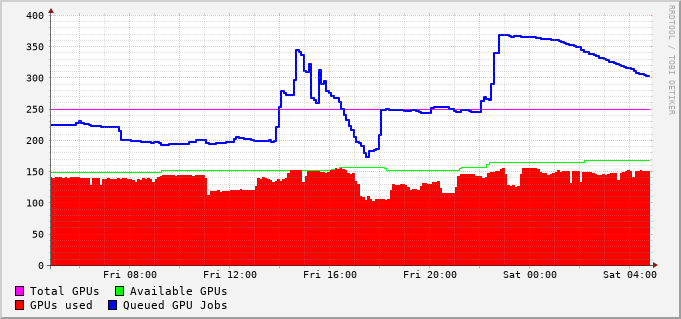 400
350
300
250
200
150
100
50
0
Fri 08:00 Fri 12:00 Fri 16:00 Fri 20:00 Sat 00:00 Sat 04:00
Total GPUs Available GPUs
GPUs used Queued GPU Jobs
RRDTOOL / TOBI OETIKER